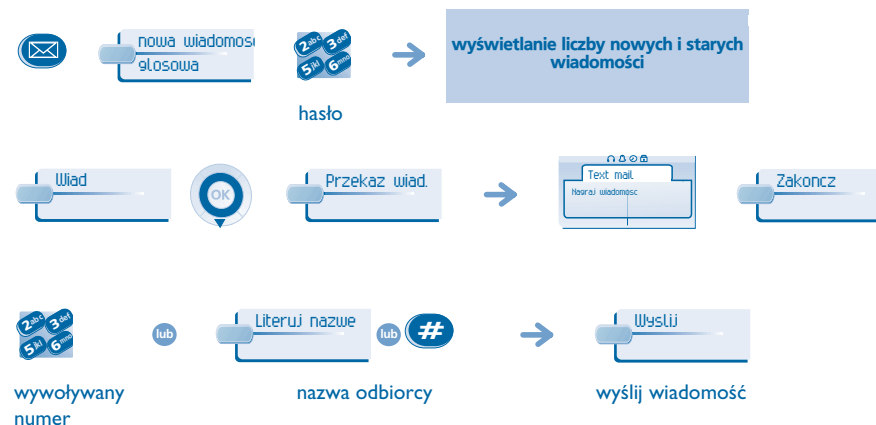 nowa wiadomosc
głosowa
2abc 3def
5jkl 6mno
hasło
wyświetlanie liczby nowych i starych
wiadomości
Wiad
OK
Przekaz wiad.
Text mail
Nagraj wiadomosc
Zakoncz
2abc 3def
5jkl 6mno
lub
Literuj nazwe
lub
#
Wyslij
wywoływany
numer
nazwa odbiorcy
wyślij wiadomość